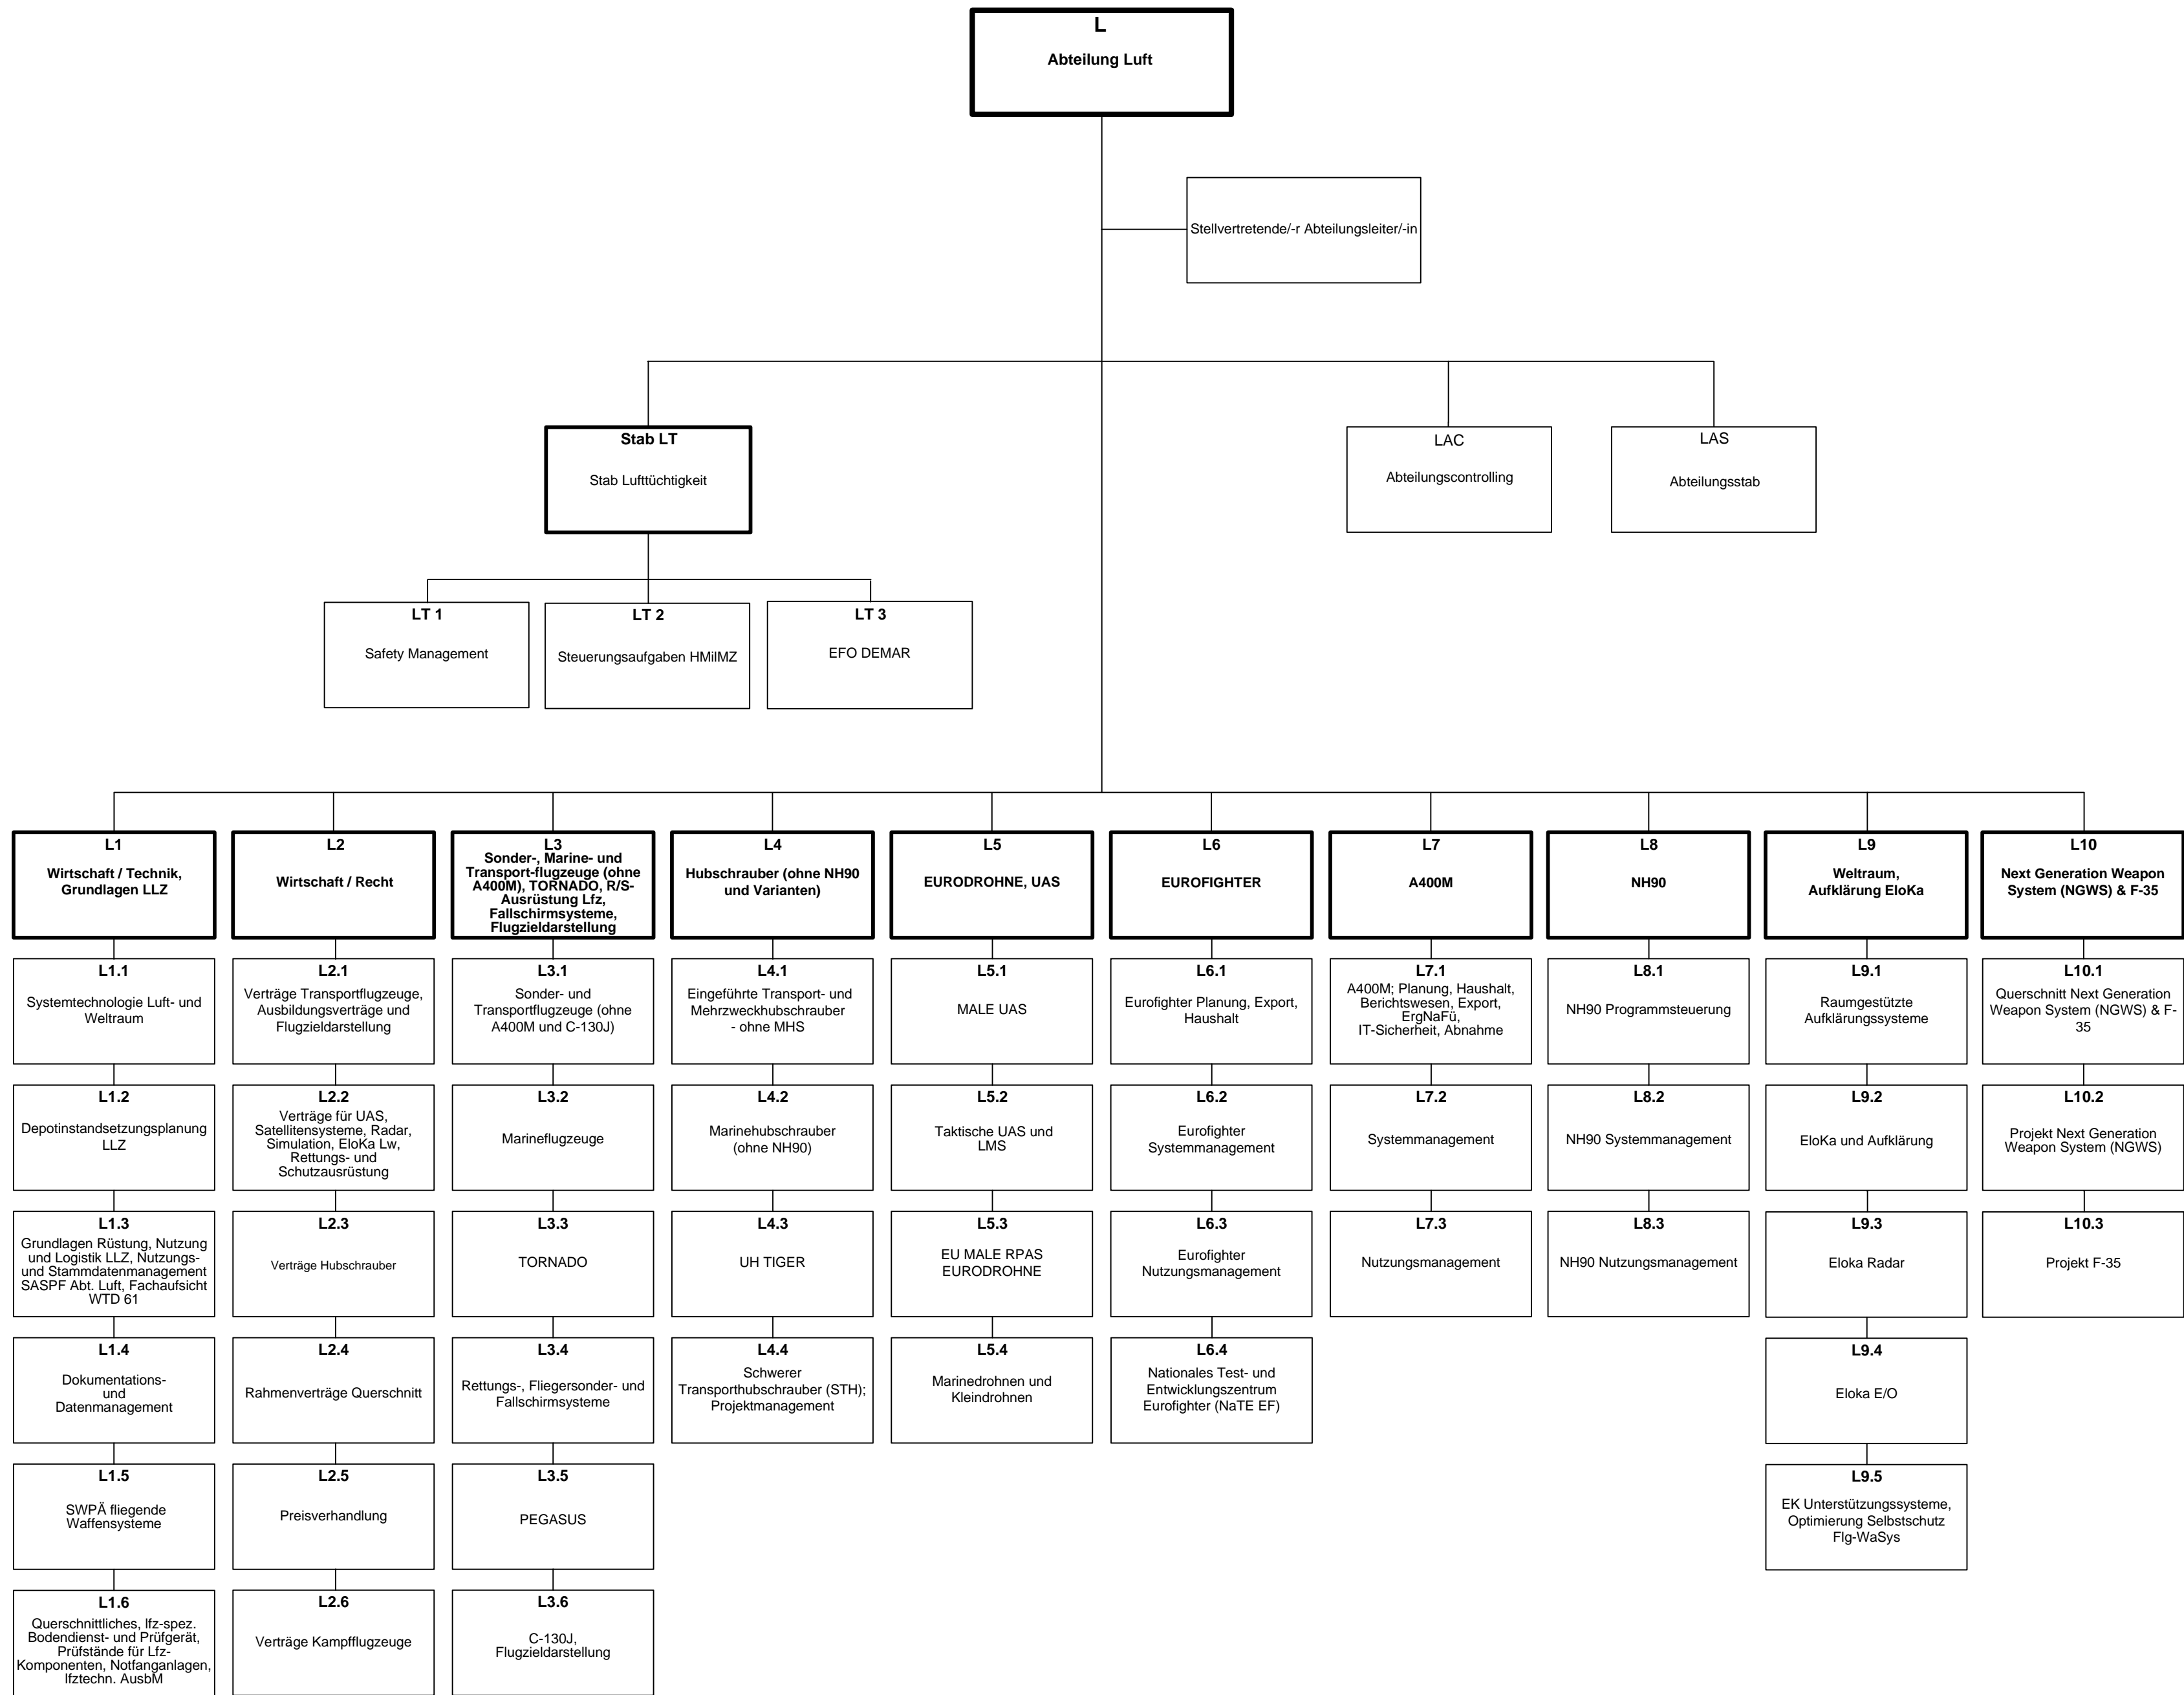 L
Abteilung Luft
Stellvertretende/-r Abteilungsleiter/-in
Stab LT
Stab Lufttüchtigkeit
LAC
Abteilungscontrolling
LAS
Abteilungsstab
LT 1
Safety Management
LT 2
Steuerungsaufgaben HMilMZ
LT 3
EFO DEMAR
L1
Wirtschaft / Technik,
Grundlagen LLZ
L2
Wirtschaft / Recht
L3
Sonder-, Marine- und
Transport-flugzeuge (ohne
A400M), TORNADO, R/S-
Ausrüstung Lfz,
Fallschirmsysteme,
Flugzieldarstellung
L4
Hubschrauber (ohne NH90
und Varianten)
L5
EURODROHNE, UAS
L6
EUROFIGHTER
L7
A400M
L8
NH90
L9
Weltraum,
Aufklärung EloKa
L10
Next Generation Weapon
System (NGWS) & F-35
L1.1
Systemtechnologie Luft- und
Weltraum
L2.1
Verträge Transportflugzeuge,
Ausbildungsverträge und
Flugzieldarstellung
L3.1
Sonder- und
Transportflugzeuge (ohne
A400M und C-130J)
L4.1
Eingeführte Transport- und
Mehrzweckhubschrauber
- ohne MHS
L5.1
MALE UAS
L6.1
Eurofighter Planung, Export,
Haushalt
L7.1
A400M; Planung, Haushalt,
Berichtswesen, Export,
ErgNaFü,
IT-Sicherheit, Abnahme
L8.1
NH90 Programmsteuerung
L9.1
Raumgestützte
Aufklärungssysteme
L10.1
Querschnitt Next Generation
Weapon System (NGWS) & F-
35
L1.2
Depotinstandsetzungsplanung
LLZ
L2.2
Verträge für UAS,
Satellitensysteme, Radar,
Simulation, EloKa Lw,
Rettungs- und
Schutzausrüstung
L3.2
Marineflugzeuge
L4.2
Marinehubschrauber
(ohne NH90)
L5.2
Taktische UAS und
LMS
L6.2
Eurofighter
Systemmanagement
L7.2
Systemmanagement
L8.2
NH90 Systemmanagement
L9.2
EloKa und Aufklärung
L10.2
Projekt Next Generation
Weapon System (NGWS)
L1.3
Grundlagen Rüstung, Nutzung
und Logistik LLZ, Nutzungs-
und Stammdatenmanagement
SASPF Abt. Luft, Fachaufsicht
WTD 61
L2.3
Verträge Hubschrauber
L3.3
TORNADO
L4.3
UH TIGER
L5.3
EU MALE RPAS
EURODROHNE
L6.3
Eurofighter
Nutzungsmanagement
L7.3
Nutzungsmanagement
L8.3
NH90 Nutzungsmanagement
L9.3
Eloka Radar
L10.3
Projekt F-35
L1.4
Dokumentations-
und
Datenmanagement
L2.4
Rahmenverträge Querschnitt
L3.4
Rettungs-, Fliegersonder- und
Fallschirmsysteme
L4.4
Schwerer
Transporthubschrauber (STH);
Projektmanagement
L5.4
Marinedrohnen und
Kleindrohnen
L6.4
Nationales Test- und
Entwicklungszentrum
Eurofighter (NaTE EF)
L9.4
Eloka E/O
L1.5
SWPÄ fliegende
Waffensysteme
L2.5
Preisverhandlung
L3.5
PEGASUS
L9.5
EK Unterstützungssysteme,
Optimierung Selbstschutz
Flg-WaSys
L1.6
Querschnittliches, lfz-spez.
Bodendienst- und Prüfgerät,
Prüfstände für Lfz-
Komponenten, Notfanganlagen,
lfztechn. AusbM
L2.6
Verträge Kampfflugzeuge
L3.6
C-130J,
Flugzieldarstellung